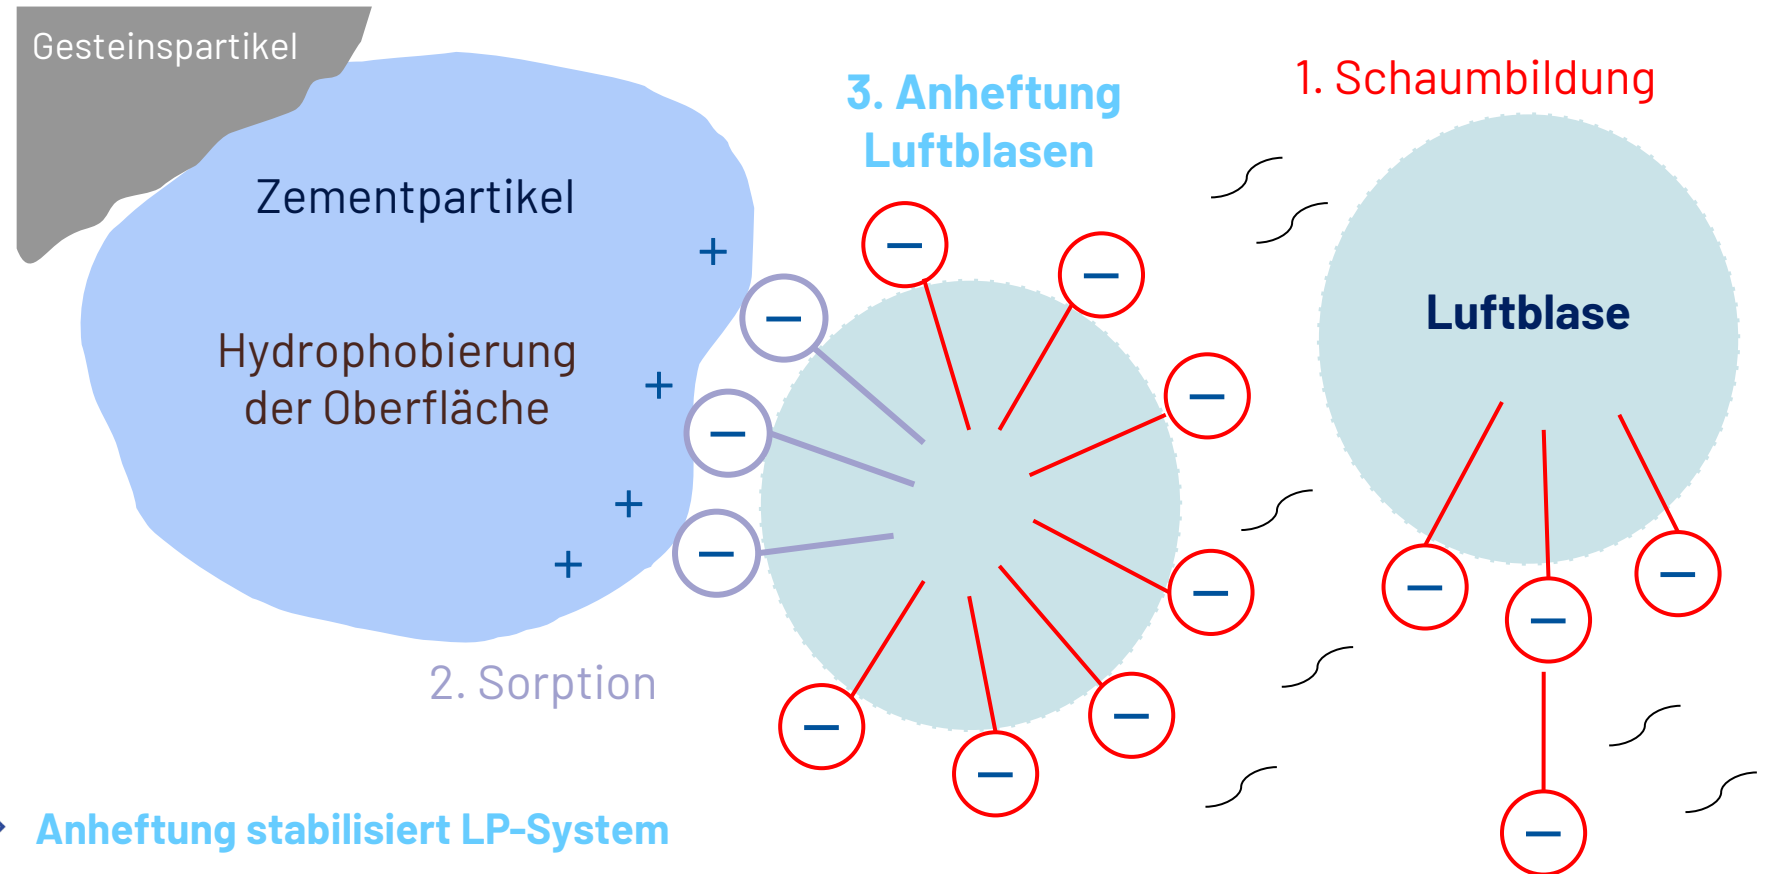 Gesteinspartikel
Zementpartikel
Hydrophobierung
der Oberfläche
2. Sorption
3. Anheftung
Luftblasen
1. Schaumbildung
Luftblase
Anheftung stabilisiert LP-System